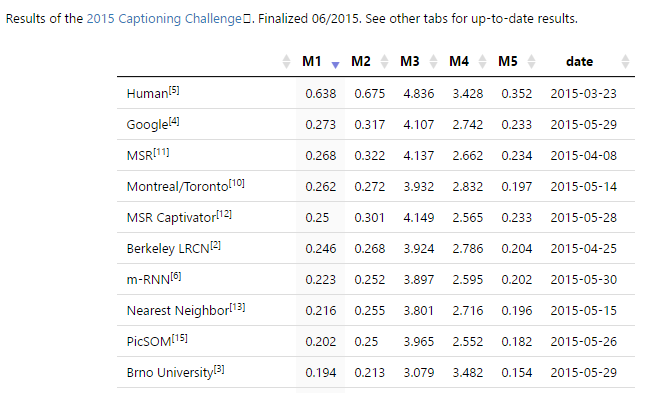 Results of the 2015 Captioning Challenge. Finalized 06/2015. See other tabs for up-to-date results.
M1 M2 M3 M4 M5 date
Human[5] 0.638 0.675 4.836 3.428 0.352 2015-03-23
Google[4] 0.273 0.317 4.107 2.742 0.233 2015-05-29
MSR[11] 0.268 0.322 4.137 2.662 0.234 2015-04-08
Montreal/Toronto[10] 0.262 0.272 3.932 2.832 0.197 2015-05-14
MSR Captivator[12] 0.25 0.301 4.149 2.565 0.233 2015-05-28
Berkeley LRCN[2] 0.246 0.268 3.924 2.786 0.204 2015-04-25
m-RNN[6] 0.223 0.252 3.897 2.595 0.202 2015-05-30
Nearest Neighbor[13] 0.216 0.255 3.801 2.716 0.196 2015-05-15
PicSOM[15] 0.202 0.25 3.965 2.552 0.182 2015-05-26
Brno University[3] 0.194 0.213 3.079 3.482 0.154 2015-05-29